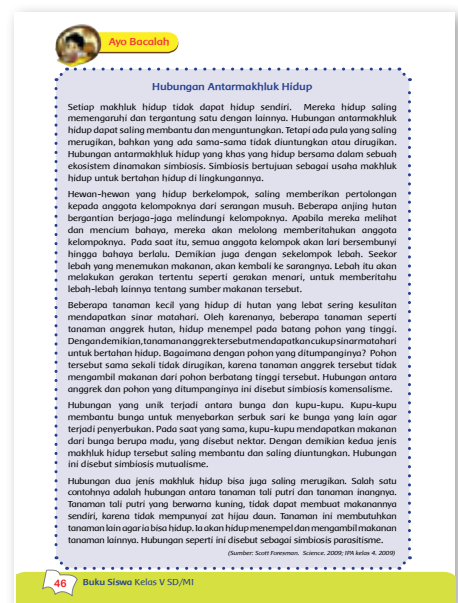 Ayo Bacalah
Hubungan Antarmakhluk Hidup
Setiap makhluk hidup tidak dapat hidup sendiri. Mereka hidup saling
memengaruhi dan tergantung satu dengan lainnya. Hubungan antarmakhluk
hidup dapat saling membantu dan menguntungkan. Tetapi ada pula yang saling
merugikan, bahkan yang ada sama-sama tidak diuntungkan atau dirugikan.
Hubungan antarmakhluk hidup yang khas yang hidup bersama dalam sebuah
ekosistem dinamakan simbiosis. Simbiosis bertujuan sebagai usaha makhluk
hidup untuk bertahan hidup di lingkungannya.
Hewan-hewan yang hidup berkelompok, saling memberikan pertolongan
kepada anggota kelompoknya dari serangan musuh. Beberapa anjing hutan
bergantian berjaga-jaga melindungi kelompoknya. Apabila mereka melihat
dan mencium bahaya, mereka akan melolong memberitahukan anggota
kelompoknya. Pada saat itu, semua anggota kelompok akan lari bersembunyi
hingga bahaya berlalu. Demikian juga dengan sekelompok lebah. Seekar
lebah yang menemukan makanan, akan kembali ke sarangnya. Lebah itu akan
melakukan gerakan tertentu seperti gerakan menari, untuk memberitahu
lebah-lebah lainnya tentang sumber makanan tersebut.
Beberapa tanaman kecil yang hidup di hutan yang lebat sering kesulitan
mendapatkan sinar matahari. Oleh karenanya, beberapa tanaman seperti
tanaman anggrek hutan, hidup menempel pada batang pohon yang tinggi.
Dengan demikian, tanaman anggrek tersebut mendapatkan cukup sinar matahari
untuk bertahan hidup. Bagaimana dengan pohon yang ditumpanginya? Pohon
tersebut sama sekali tidak dirugikan, karena tanaman anggrek tersebut tidak
mengambil makanan dari pohon berbatang tinggi tersebut. Hubungan antara
anggrek dan pohon yang ditumpanginya ini disebut simbiosis komensalisme.
Hubungan yang unik terjadi antara bunga dan kupu-kupu. Kupu-kupu
membantu bunga untuk menyebarkan serbuk sari ke bunga yang lain agar
terjadi penyerbukan. Pada saat yang sama, kupu-kupu mendapatkan makanan
dari bunga berupa madu, yang disebut nektar. Dengan demikian kedua jenis
makhluk hidup tersebut saling membantu dan saling diuntungkan. Hubungan
ini disebut simbiosis mutualisme.
Hubungan dua jenis makhluk hidup bisa juga saling merugikan. Salah satu
contohnya adalah hubungan antara tanaman tali putri dan tanaman inangnya.
Tanaman tali putri yang berwarna kuning, tidak dapat membuat makanannya
sendiri, karena tidak mempunyai zat hijau daun. Tanaman ini membutuhkan
tanaman lain agar ia bisa hidup. Ia akan hidup menempel dan mengambil makanan
tanaman lainnya. Hubungan seperti ini disebut sebagai simbiosis parasitisme.
(Sumber: Scott Foresman. Science. 2009; IPA kelas 4. 2009)
46 Buku Siswa Kelas V SD/MI